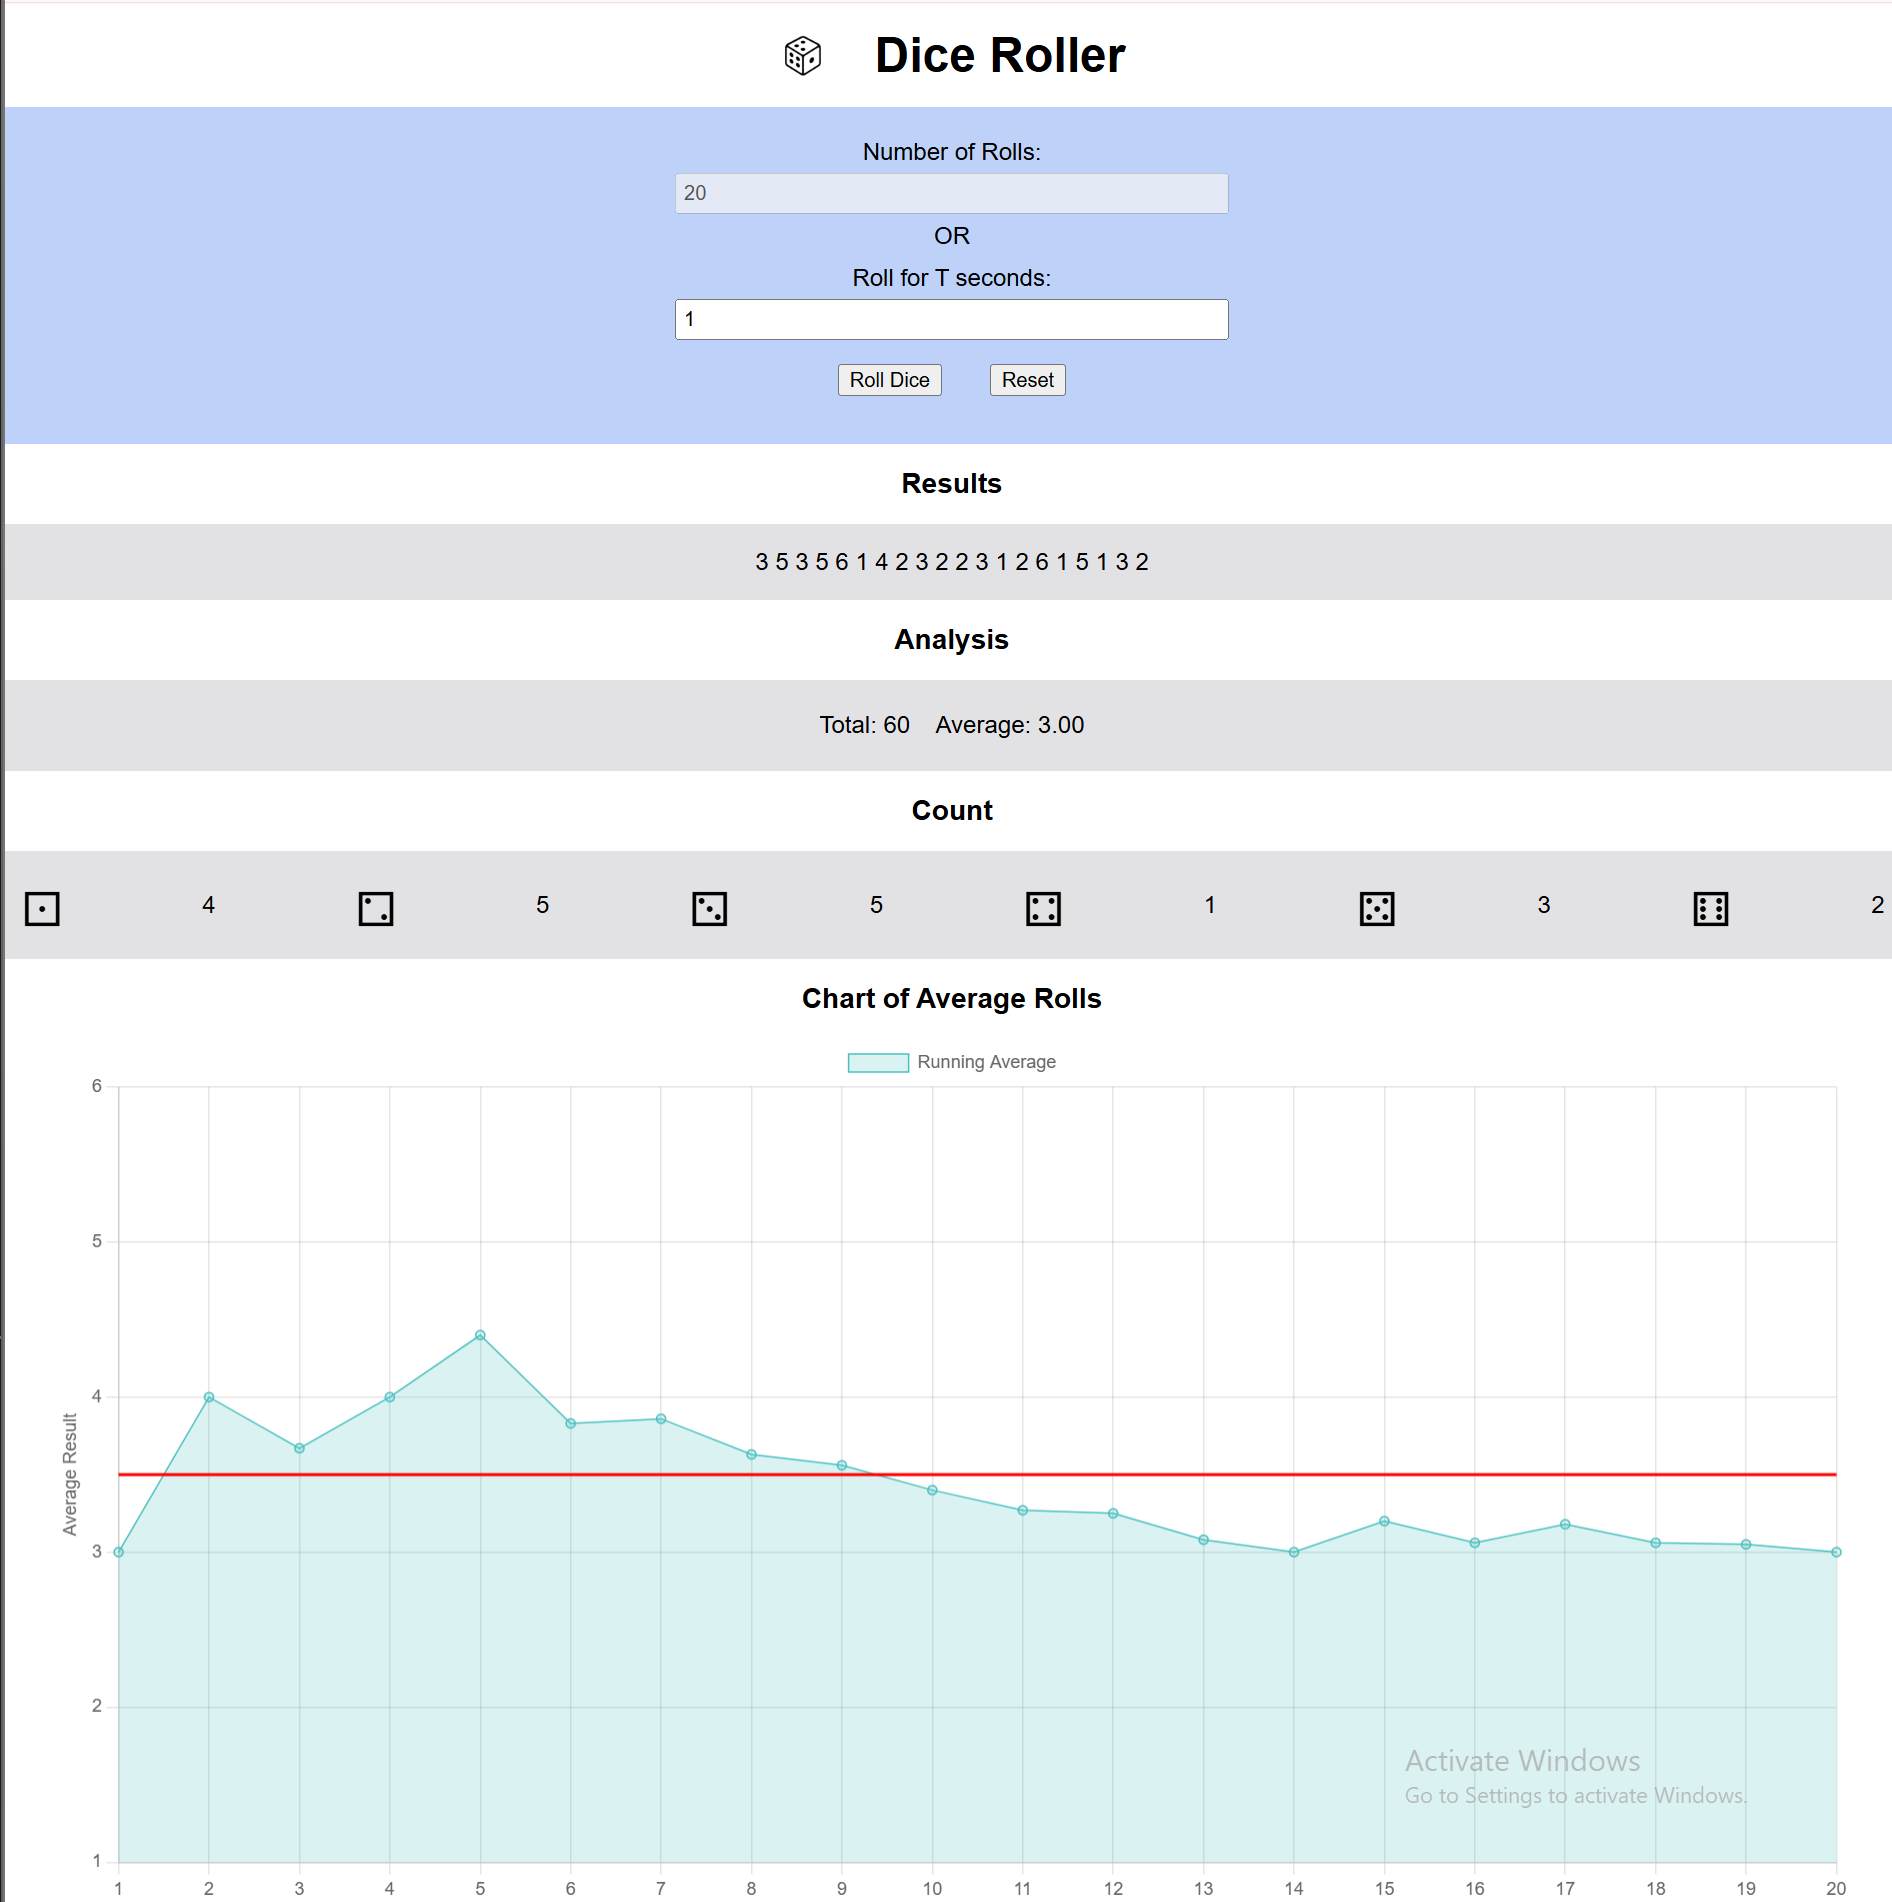 Dice Roller
Number of Rolls:
20
OR
Roll for T seconds:
1
Roll Dice Reset
Results
3 5 3 5 6 1 4 2 3 2 2 3 1 2 6 1 5 1 3 2
Analysis
Total: 60 Average: 3.00
Count
4 5 5 1 3 2
Chart of Average Rolls
Running Average
6
5
4
Average Result
3
2
Activate Windows
Go to Settings to activate Windows.
1
1 2 3 4 5 6 7 8 9 10 11 12 13 14 15 16 17 18 19 20